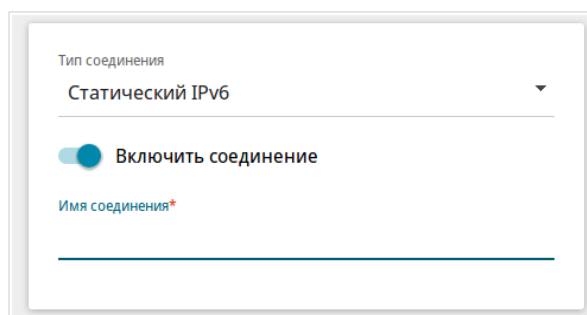 Тип соединения
Статический IPv6
Включить соединение
Имя соединения*